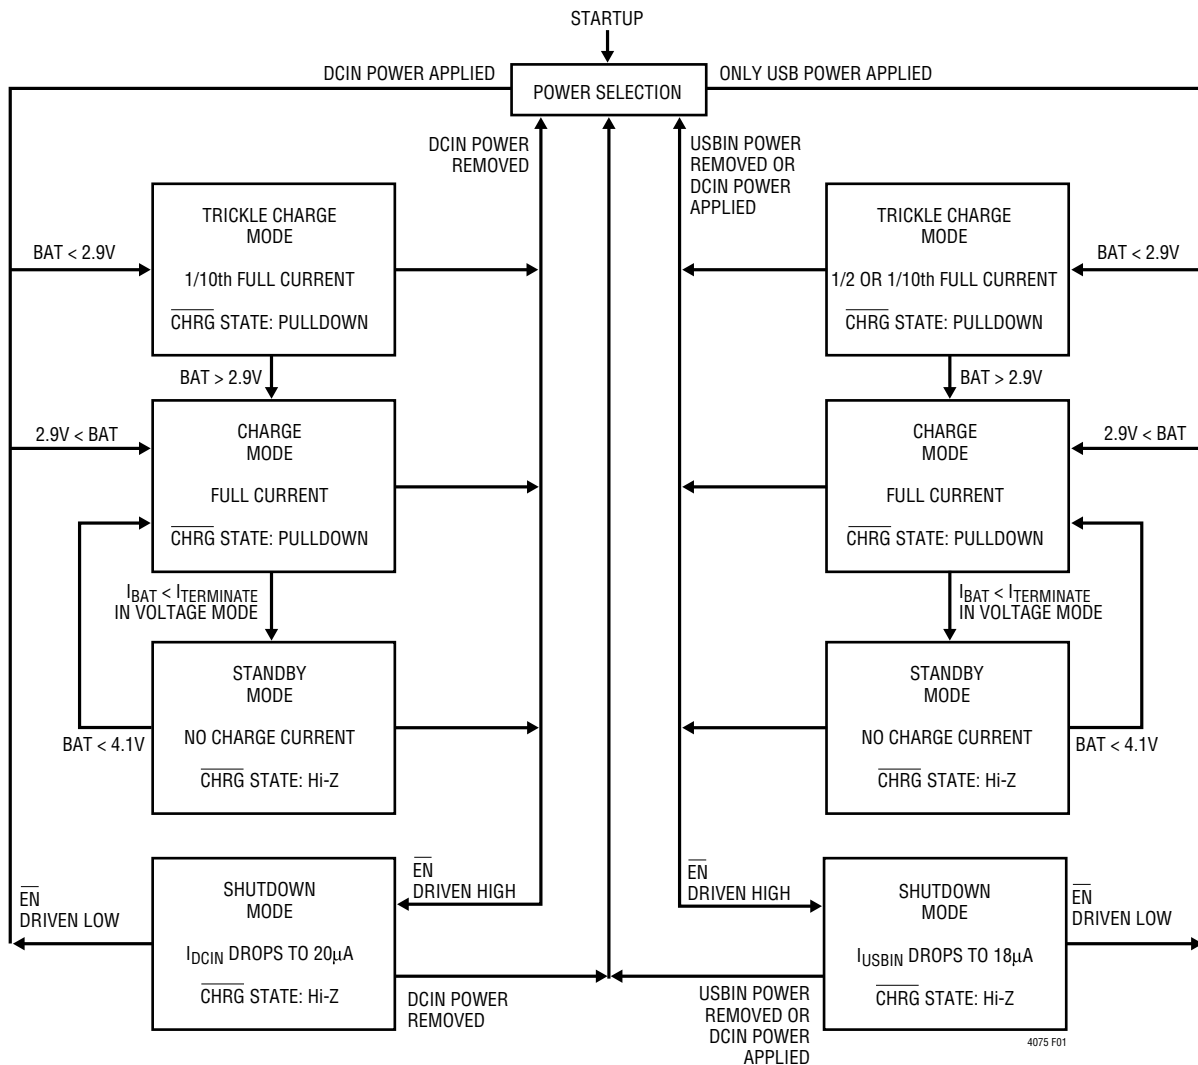 STARTUP
DCIN POWER APPLIED
POWER SELECTION
ONLY USB POWER APPLIED
DCIN POWER
REMOVED
USBIN POWER
REMOVED OR
DCIN POWER
APPLIED
BAT < 2.9V
TRICKLE CHARGE
MODE
1/10th FULL CURRENT
CHRG STATE: PULLDOWN
BAT > 2.9V
2.9V < BAT
CHARGE
MODE
FULL CURRENT
CHRG STATE: PULLDOWN
IBAT < ITERMINATE
IN VOLTAGE MODE
STANDBY
MODE
NO CHARGE CURRENT
CHRG STATE: Hi-Z
BAT < 4.1V
EN
DRIVEN HIGH
EN
DRIVEN LOW
SHUTDOWN
MODE
IDCIN DROPS TO 20μA
CHRG STATE: Hi-Z
DCIN POWER
REMOVED
TRICKLE CHARGE
MODE
1/2 OR 1/10th FULL CURRENT
CHRG STATE: PULLDOWN
BAT < 2.9V
BAT > 2.9V
CHARGE
MODE
FULL CURRENT
CHRG STATE: PULLDOWN
2.9V < BAT
IBAT < ITERMINATE
IN VOLTAGE MODE
STANDBY
MODE
NO CHARGE CURRENT
CHRG STATE: Hi-Z
BAT < 4.1V
EN
DRIVEN HIGH
SHUTDOWN
MODE
IUSBIN DROPS TO 18μA
CHRG STATE: Hi-Z
EN
DRIVEN LOW
USBIN POWER
REMOVED OR
DCIN POWER
APPLIED
4075 F01